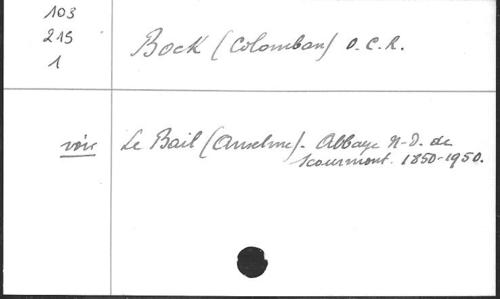 103
215
1
Bock (Colomban) O.C.R.
voir Le Bail (Anselme). Abbaye N-D. de
Scourmont. 1850-1950.